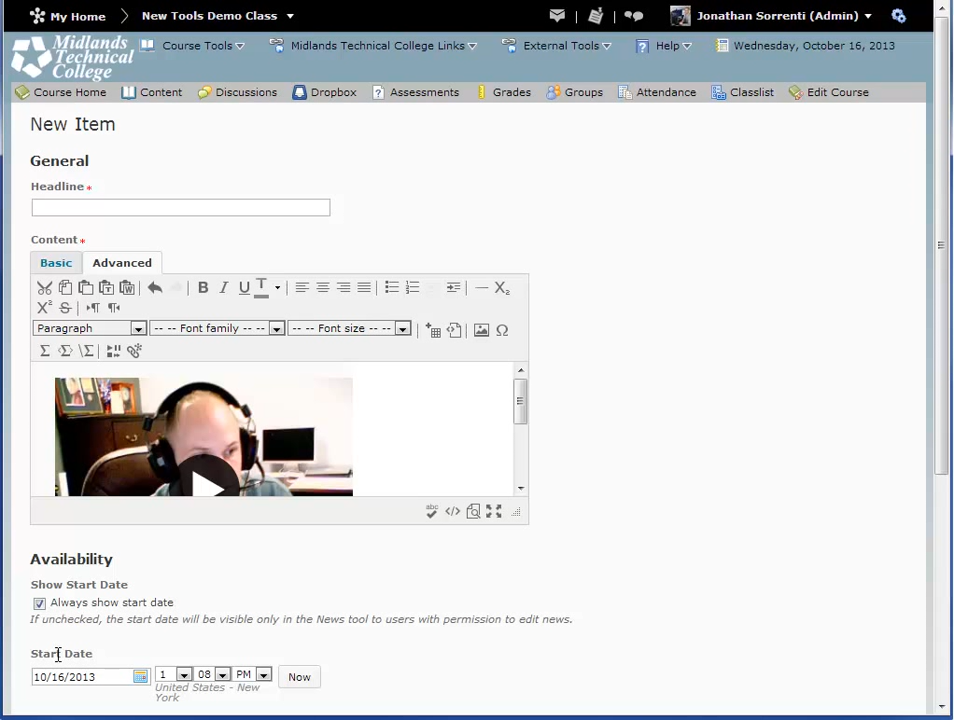 My Home New Tools Demo Class Jonathan Sorrenti (Admin)
Midlands Technical College Course Tools Midlands Technical College Links External Tools Help Wednesday, October 16, 2013
Course Home Content Discussions Dropbox Assessments Grades Groups Attendance Classlist Edit Course
New Item
General
Headline *
Content *
Basic Advanced
B I U T X₂
X² S ¶ ¶
Paragraph -- -- Font family -- -- -- -- Font size -- -- Ω
Σ Σ Σ
abc
Availability
Show Start Date
Always show start date
If unchecked, the start date will be visible only in the News tool to users with permission to edit news.
Start Date
10/16/2013 1 08 PM Now
United States - New
York